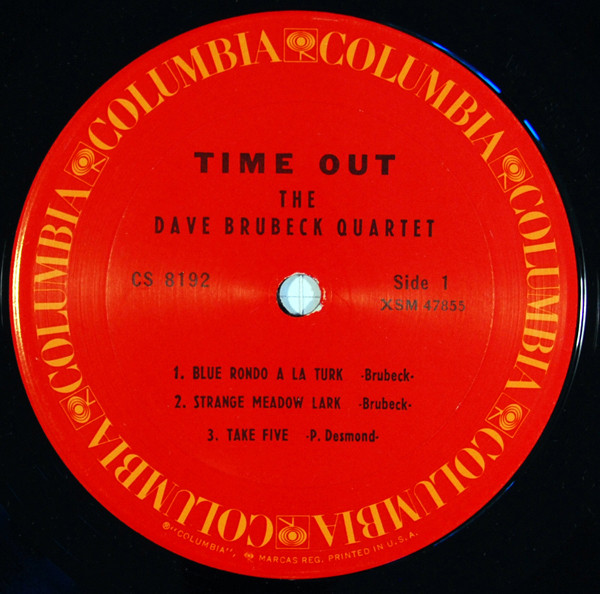 COLUMBIA COLUMBIA COLUMBIA COLUMBIA COLUMBIA COLUMBIA COLUMBIA
TIME OUT
THE
DAVE BRUBECK QUARTET
CS 8192
Side 1
XSM 47855
1. BLUE RONDO A LA TURK -Brubeck-
2. STRANGE MEADOW LARK -Brubeck-
3. TAKE FIVE -P. Desmond-
®"COLUMBIA", MARCAS REG. PRINTED IN U.S.A.